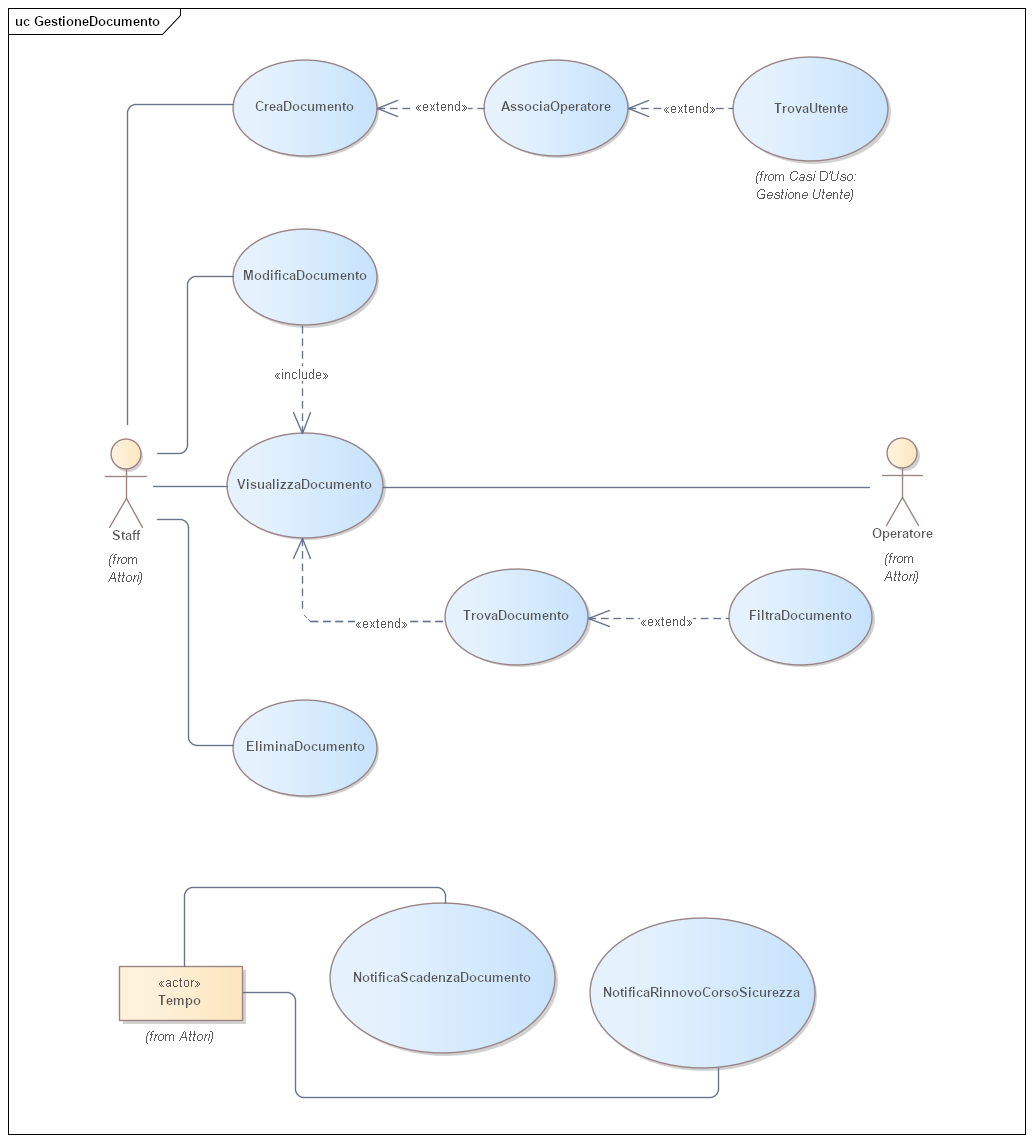 uc GestioneDocumento
CreaDocumento
«extend»
AssociaOperatore
«extend»
TrovaUtente
(from Casi D'Uso:
Gestione Utente)
ModificaDocumento
«include»
VisualizzaDocumento
Staff
(from
Attori)
Operatore
(from
Attori)
«extend»
TrovaDocumento
«extend»
FiltraDocumento
EliminaDocumento
«actor»
Tempo
(from Attori)
NotificaScadenzaDocumento
NotificaRinnovoCorsoSicurezza